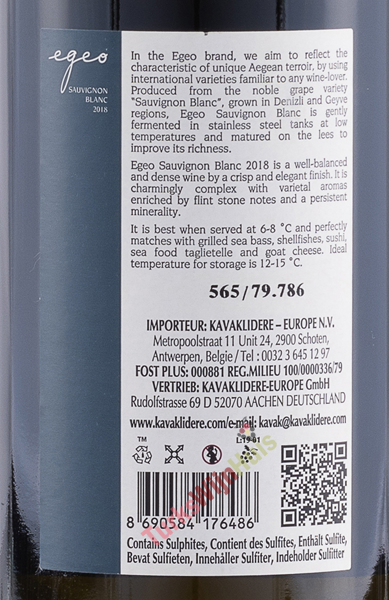 egeo
SAUVIGNON
BLANC
2018
In the Egeo brand, we aim to reflect the
characteristic of unique Aegean terroir, by using
international varieties familiar to any wine-lover.
Produced from the noble grape variety
"Sauvignon Blanc", grown in Denizli and Geyve
regions, Egeo Sauvignon Blanc is gently
fermented in stainless steel tanks at low
temperatures and matured on the lees to
improve its richness.
Egeo Sauvignon Blanc 2018 is a well-balanced
and dense wine by a crisp and elegant finish. It is
charmingly complex with varietal aromas
enriched by flint stone notes and a persistent
minerality.
It is best when served at 6-8 °C and perfectly
matches with grilled sea bass, shellfishes, sushi,
sea food taglietelle and goat cheese. Ideal
temperature for storage is 12-15 °C.
565/79.786
IMPORTEUR: KAVAKLIDERE – EUROPE N.V.
Metropoolstraat 11 Unit 24, 2900 Schoten,
Antwerpen, Belgie / Tel : 0032 3 645 12 97
FOST PLUS: 000881 REG.MILIEU 100/0000336/79
VERTRIEB: KAVAKLIDERE-EUROPE GmbH
Rudolfstrasse 69 D 52070 AACHEN DEUTSCHLAND
www.kavaklidere.com/e-mail: kavak@kavaklidere.com
TM
L:19-01
TurkseWijnHuis
8 690584 176486
Contains Sulphites, Contient des Sulfites, Enthält Sulfite,
Bevat Sulfieten, Innehåller Sulfiter, Indeholder Sulfitter